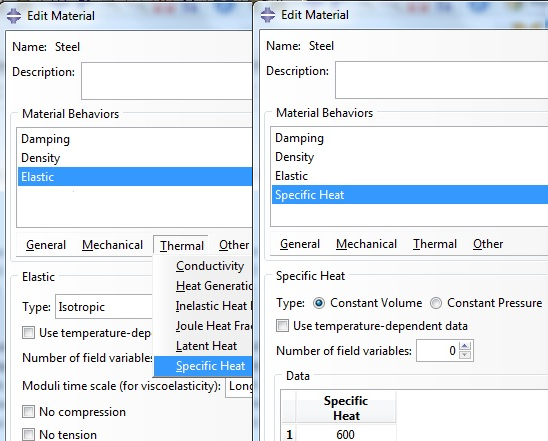 Edit Material
Name: Steel
Description:
Material Behaviors
Damping
Density
Elastic
General Mechanical Thermal Other
Conductivity
Heat Generatio
Inelastic Heat
Joule Heat Fra
Latent Heat
Specific Heat
Elastic
Type: Isotropic
Use temperature-dep
Number of field variables
Moduli time scale (for viscoelasticity): Long
No compression
No tension
Edit Material
Name: Steel
Description:
Material Behaviors
Damping
Density
Elastic
Specific Heat
General Mechanical Thermal Other
Specific Heat
Type: Constant Volume Constant Pressure
Use temperature-dependent data
Number of field variables: 0
Data
Specific
Heat
1 600